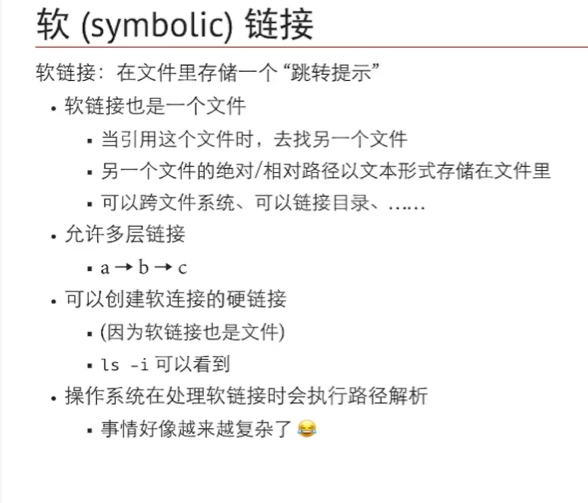 软 (symbolic) 链接
软链接：在文件里存储一个 “跳转提示”
• 软链接也是一个文件
▪ 当引用这个文件时，去找另一个文件
▪ 另一个文件的绝对/相对路径以文本形式存储在文件里
▪ 可以跨文件系统、可以链接目录、……
• 允许多层链接
▪ a → b → c
• 可以创建软连接的硬链接
▪ (因为软链接也是文件)
▪ ls -i 可以看到
• 操作系统在处理软链接时会执行路径解析
▪ 事情好像越来越复杂了 😂